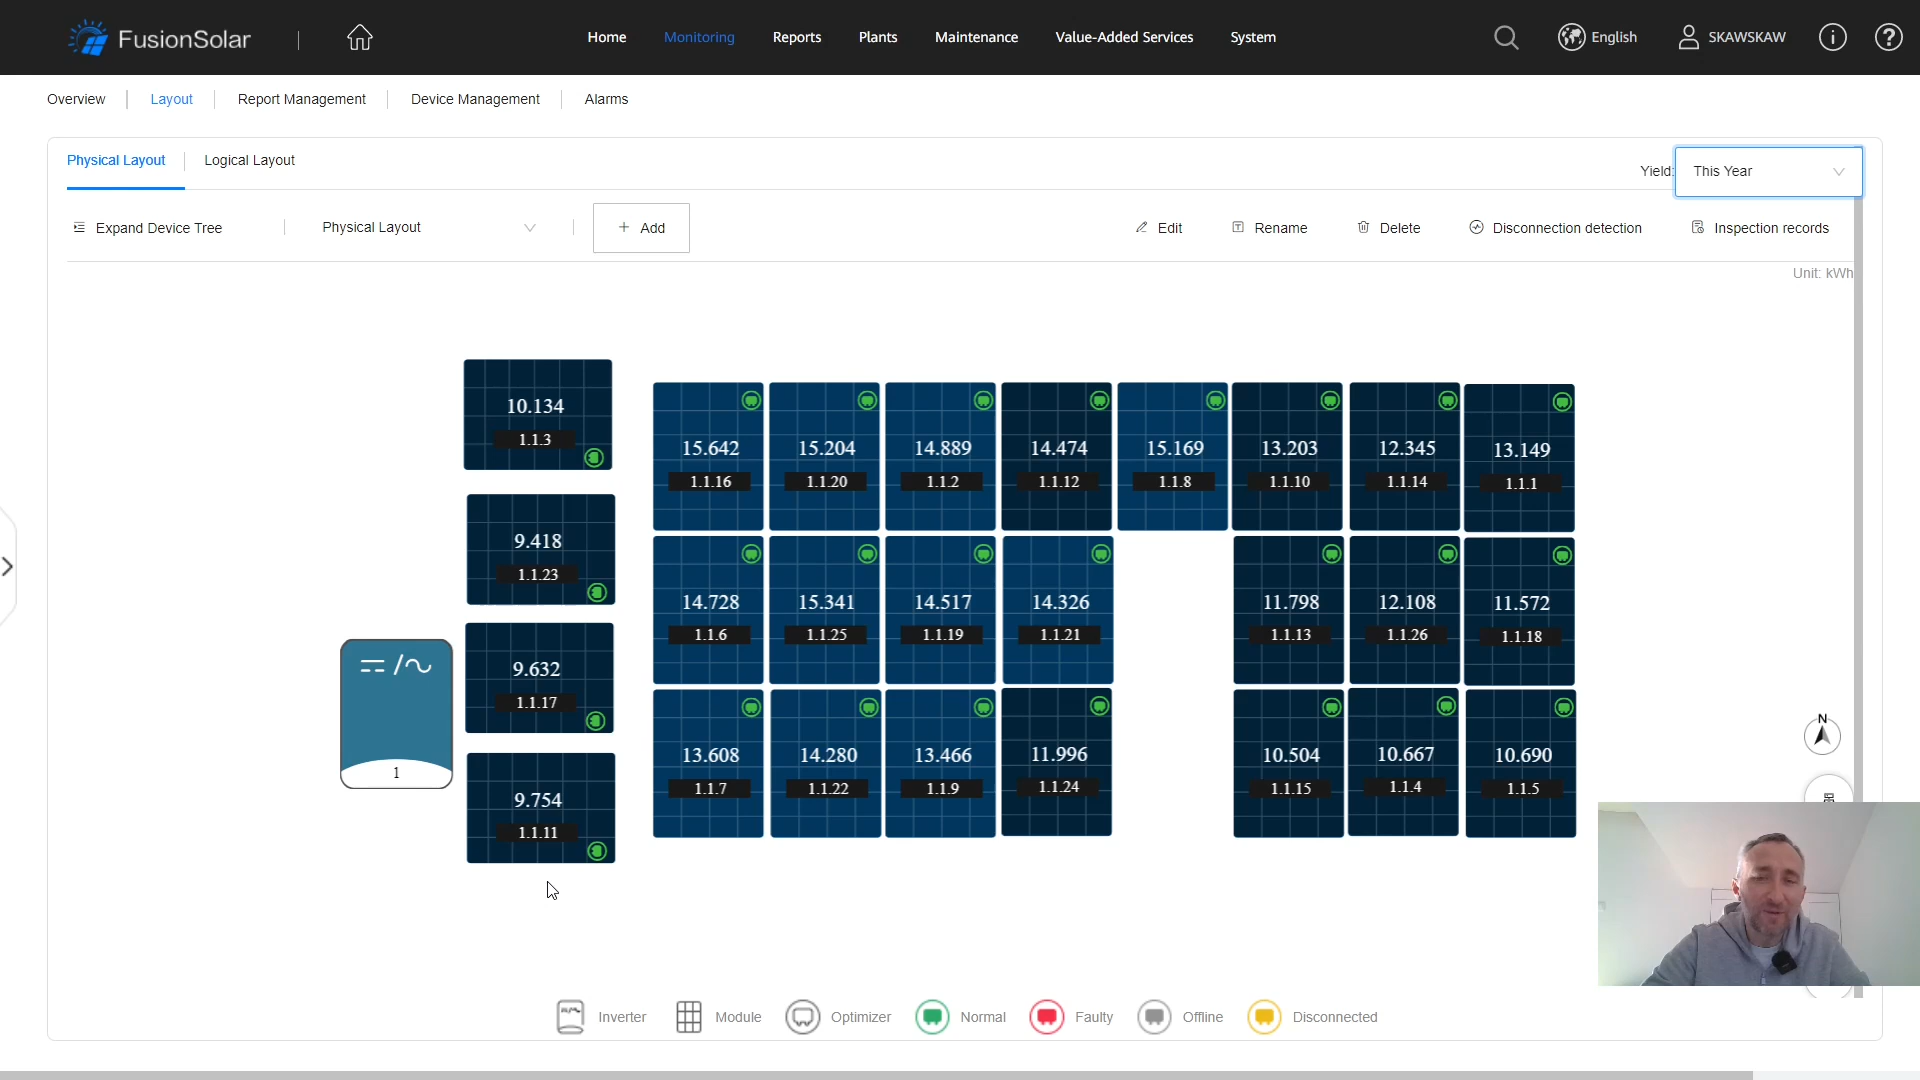 FusionSolar
Home Monitoring Reports Plants Maintenance Value-Added Services System
English SKAWSKAW
Overview Layout Report Management Device Management Alarms
Physical Layout Logical Layout
Yield: This Year
Expand Device Tree Physical Layout + Add Edit Rename Delete Disconnection detection Inspection records
Unit: kWh
10.134
1.1.3
9.418
1.1.23
9.632
1.1.17
9.754
1.1.11
1
15.642 15.204 14.889 14.474 15.169 13.203 12.345 13.149
1.1.16 1.1.20 1.1.2 1.1.12 1.1.8 1.1.10 1.1.14 1.1.1
14.728 15.341 14.517 14.326 11.798 12.108 11.572
1.1.6 1.1.25 1.1.19 1.1.21 1.1.13 1.1.26 1.1.18
13.608 14.280 13.466 11.996 10.504 10.667 10.690
1.1.7 1.1.22 1.1.9 1.1.24 1.1.15 1.1.4 1.1.5
N
Inverter Module Optimizer Normal Faulty Offline Disconnected